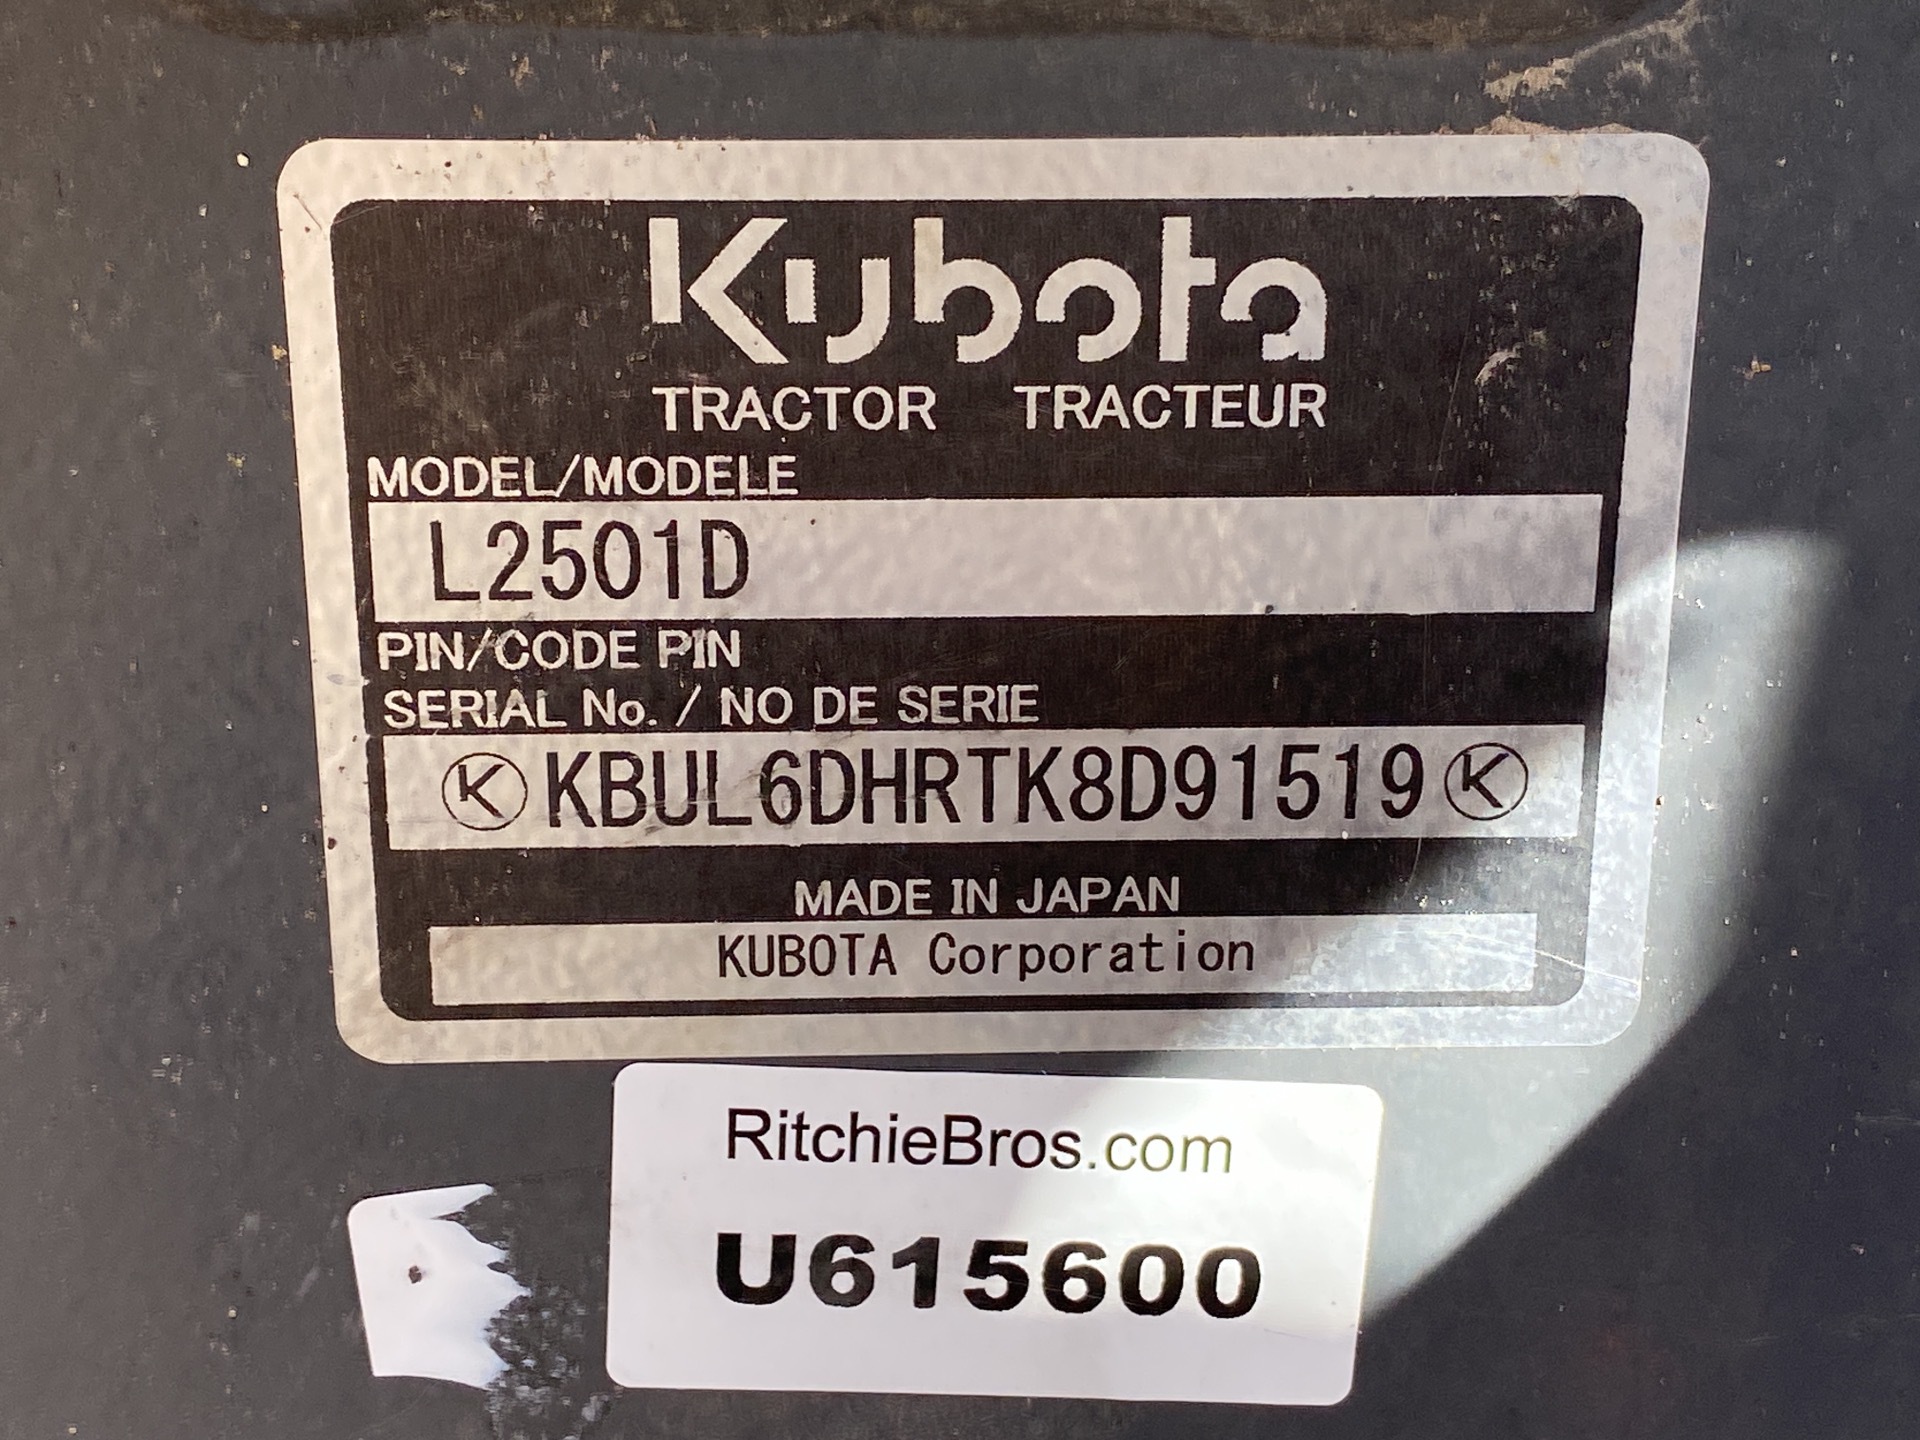 Kubota
TRACTOR TRACTEUR
MODEL/MODELE
L2501D
PIN/CODE PIN
SERIAL No. / NO DE SERIE
K KBUL6DHRTK8D91519 K
MADE IN JAPAN
KUBOTA Corporation
RitchieBros.com
U615600